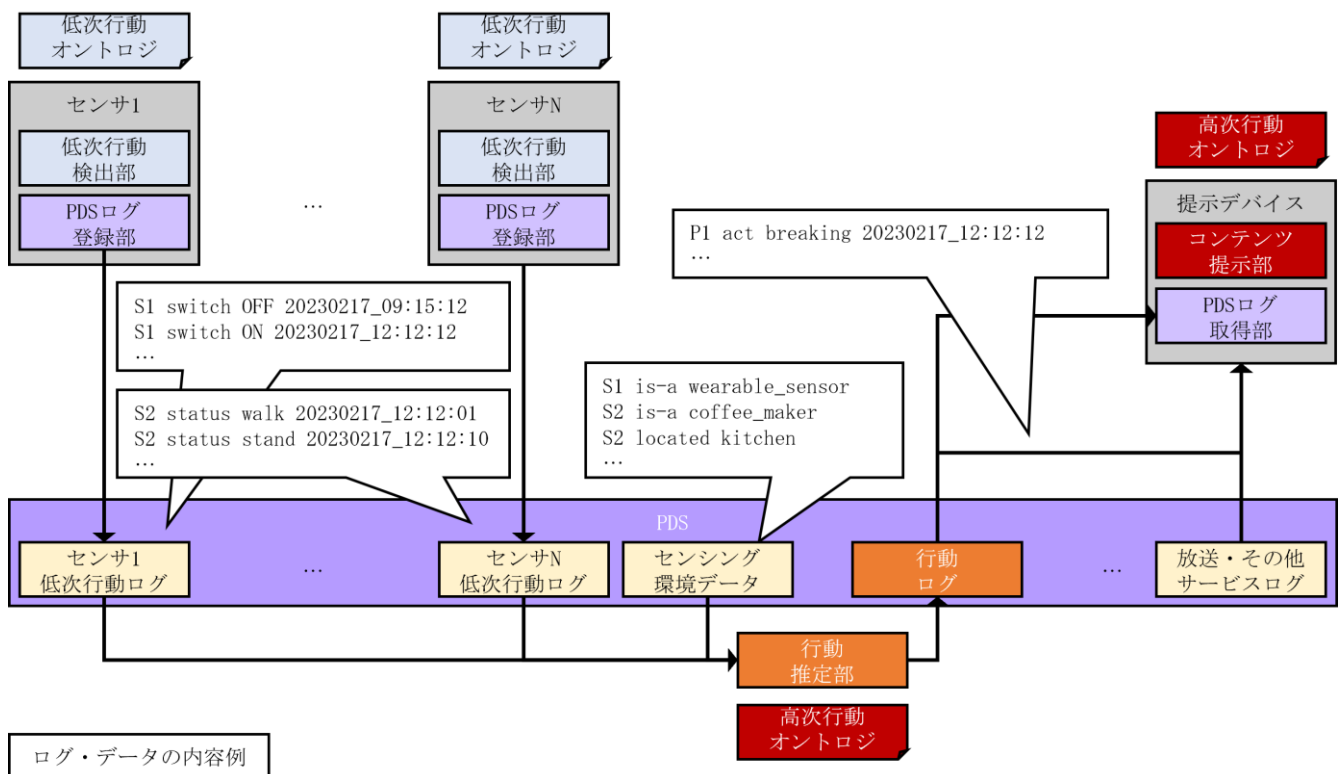 低次行動
オントロジ
センサ1
低次行動
検出部
PDSログ
登録部
…
低次行動
オントロジ
センサN
低次行動
検出部
PDSログ
登録部
高次行動
オントロジ
提示デバイス
コンテンツ
提示部
PDSログ
取得部
P1 act breaking 20230217_12:12:12
…
S1 switch OFF 20230217_09:15:12
S1 switch ON 20230217_12:12:12
…
S2 status walk 20230217_12:12:01
S2 status stand 20230217_12:12:10
…
S1 is-a wearable_sensor
S2 is-a coffee_maker
S2 located kitchen
…
PDS
センサ1
低次行動ログ
…
センサN
低次行動ログ
センシング
環境データ
行動
ログ
…
放送・その他
サービスログ
行動
推定部
高次行動
オントロジ
ログ・データの内容例